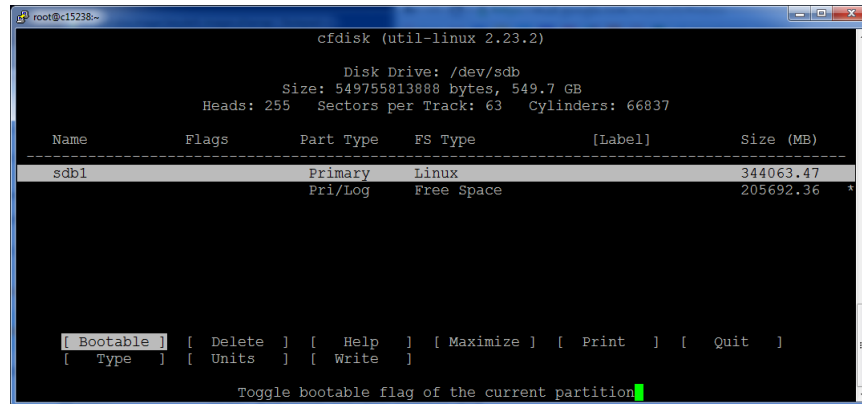 root@c15238:~
cfdisk (util-linux 2.23.2)
Disk Drive: /dev/sdb
Size: 549755813888 bytes, 549.7 GB
Heads: 255   Sectors per Track: 63   Cylinders: 66837
Name   Flags   Part Type   FS Type   [Label]   Size (MB)
sdb1   Primary   Linux   344063.47
Pri/Log   Free Space   205692.36   *
[ Bootable ]   [ Delete ]   [ Help ]   [ Maximize ]   [ Print ]   [ Quit ]
[ Type ]   [ Units ]   [ Write ]
Toggle bootable flag of the current partition